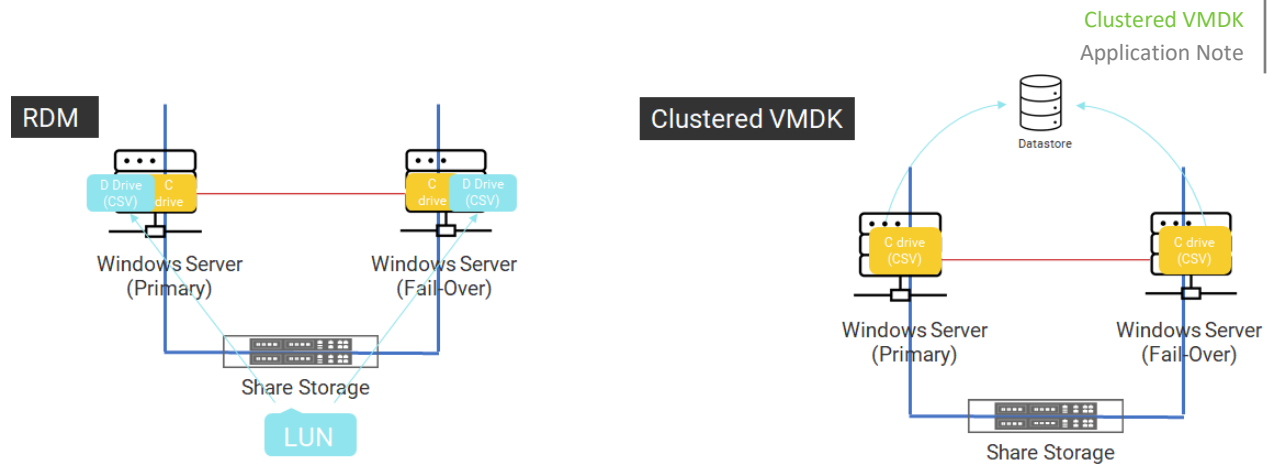 Clustered VMDK
Application Note
RDM
D Drive
(CSV)
C
drive
C
drive
D Drive
(CSV)
Windows Server
(Primary)
Windows Server
(Fail-Over)
Share Storage
LUN
Clustered VMDK
Datastore
C drive
(CSV)
C drive
(CSV)
Windows Server
(Primary)
Windows Server
(Fail-Over)
Share Storage